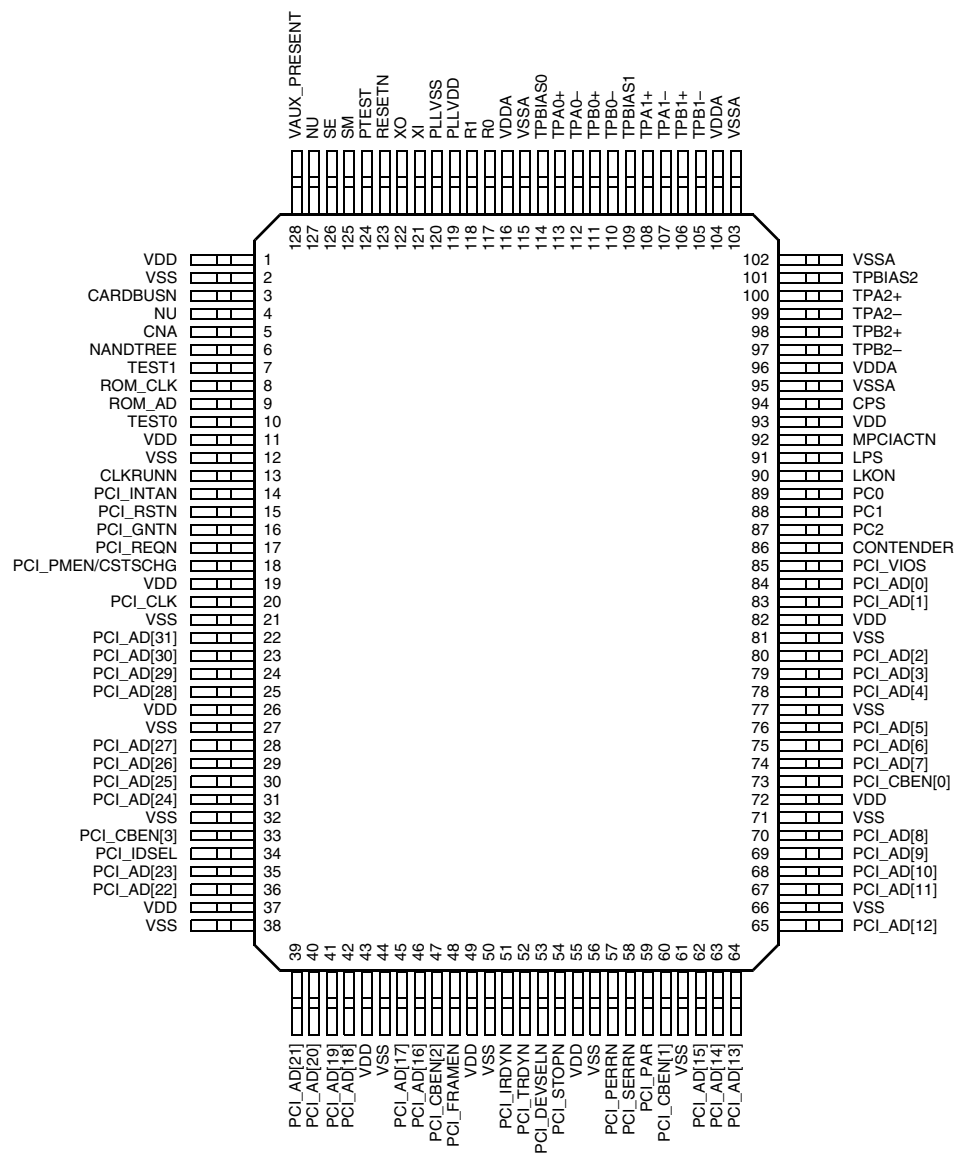 VAUX_PRESENT
NU
SE
SM
PTEST
RESETN
XO
XI
PLLVSS
PLLVDD
R1
R0
VDDA
VSSA
TPBIAS0
TPA0+
TPA0–
TPB0+
TPB0–
TPBIAS1
TPA1+
TPA1–
TPB1+
TPB1–
VDDA
VSSA
128
127
126
125
124
123
122
121
120
119
118
117
116
115
114
113
112
111
110
109
108
107
106
105
104
103
VDD 1
VSS 2
CARDBUSN 3
NU 4
CNA 5
NANDTREE 6
TEST1 7
ROM_CLK 8
ROM_AD 9
TEST0 10
VDD 11
VSS 12
CLKRUNN 13
PCI_INTAN 14
PCI_RSTN 15
PCI_GNTN 16
PCI_REQN 17
PCI_PMEN/CSTSCHG 18
VDD 19
PCI_CLK 20
VSS 21
PCI_AD[31] 22
PCI_AD[30] 23
PCI_AD[29] 24
PCI_AD[28] 25
VDD 26
VSS 27
PCI_AD[27] 28
PCI_AD[26] 29
PCI_AD[25] 30
PCI_AD[24] 31
VSS 32
PCI_CBEN[3] 33
PCI_IDSEL 34
PCI_AD[23] 35
PCI_AD[22] 36
VDD 37
VSS 38
102 VSSA
101 TPBIAS2
100 TPA2+
99 TPA2–
98 TPB2+
97 TPB2–
96 VDDA
95 VSSA
94 CPS
93 VDD
92 MPCIACTN
91 LPS
90 LKON
89 PC0
88 PC1
87 PC2
86 CONTENDER
85 PCI_VIOS
84 PCI_AD[0]
83 PCI_AD[1]
82 VDD
81 VSS
80 PCI_AD[2]
79 PCI_AD[3]
78 PCI_AD[4]
77 VSS
76 PCI_AD[5]
75 PCI_AD[6]
74 PCI_AD[7]
73 PCI_CBEN[0]
72 VDD
71 VSS
70 PCI_AD[8]
69 PCI_AD[9]
68 PCI_AD[10]
67 PCI_AD[11]
66 VSS
65 PCI_AD[12]
39
40
41
42
43
44
45
46
47
48
49
50
51
52
53
54
55
56
57
58
59
60
61
62
63
64
PCI_AD[21]
PCI_AD[20]
PCI_AD[19]
PCI_AD[18]
VDD
VSS
PCI_AD[17]
PCI_AD[16]
PCI_CBEN[2]
PCI_FRAMEN
VDD
VSS
PCI_IRDYN
PCI_TRDYN
PCI_DEVSELN
PCI_STOPN
VDD
VSS
PCI_PERRN
PCI_SERRN
PCI_PAR
PCI_CBEN[1]
VSS
PCI_AD[15]
PCI_AD[14]
PCI_AD[13]